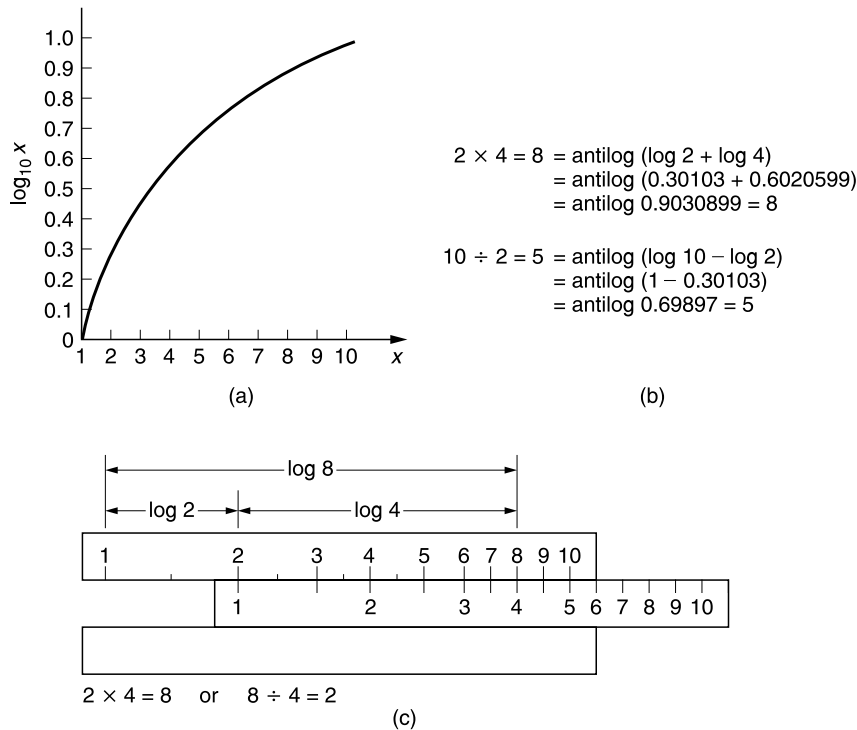 log10 x
1.0
0.9
0.8
0.7
0.6
0.5
0.4
0.3
0.2
0.1
0
1 2 3 4 5 6 7 8 9 10 x
(a)
2 × 4 = 8 = antilog (log 2 + log 4)
= antilog (0.30103 + 0.6020599)
= antilog 0.9030899 = 8
10 ÷ 2 = 5 = antilog (log 10 – log 2)
= antilog (1 – 0.30103)
= antilog 0.69897 = 5
(b)
log 8
log 2 log 4
1 2 3 4 5 6 7 8 9 10
1 2 3 4 5 6 7 8 9 10
2 × 4 = 8 or 8 ÷ 4 = 2
(c)